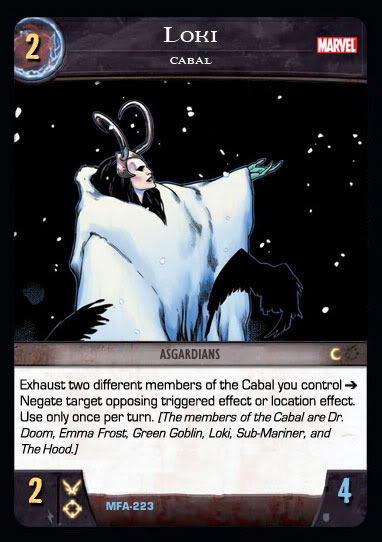 2
Loki
Cabal
MARVEL
ASGARDIANS
Exhaust two different members of the Cabal you control ➔
Negate target opposing triggered effect or location effect.
Use only once per turn. [The members of the Cabal are Dr.
Doom, Emma Frost, Green Goblin, Loki, Sub-Mariner, and
The Hood.]
2
MFA-223
4